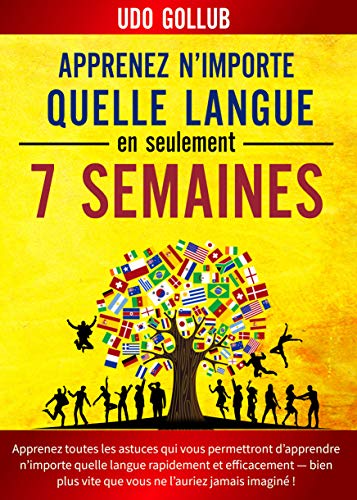 UDO GOLLUB
APPRENEZ N'IMPORTE
QUELLE LANGUE
en seulement
7 SEMAINES
Apprenez toutes les astuces qui vous permettront d'apprendre
n'importe quelle langue rapidement et efficacement — bien
plus vite que vous ne l'auriez jamais imaginé !